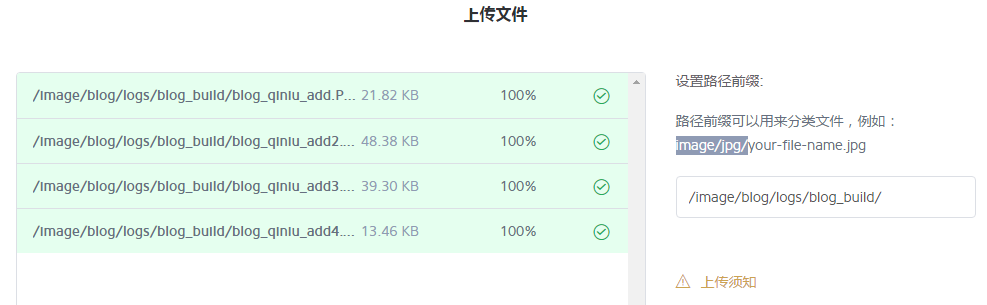 上传文件
/image/blog/logs/blog_build/blog_qiniu_add.P... 21.82 KB 100%
/image/blog/logs/blog_build/blog_qiniu_add2.... 48.38 KB 100%
/image/blog/logs/blog_build/blog_qiniu_add3.... 39.30 KB 100%
/image/blog/logs/blog_build/blog_qiniu_add4.... 13.46 KB 100%
设置路径前缀:
路径前缀可以用来分类文件，例如：
image/jpg/your-file-name.jpg
/image/blog/logs/blog_build/
上传须知